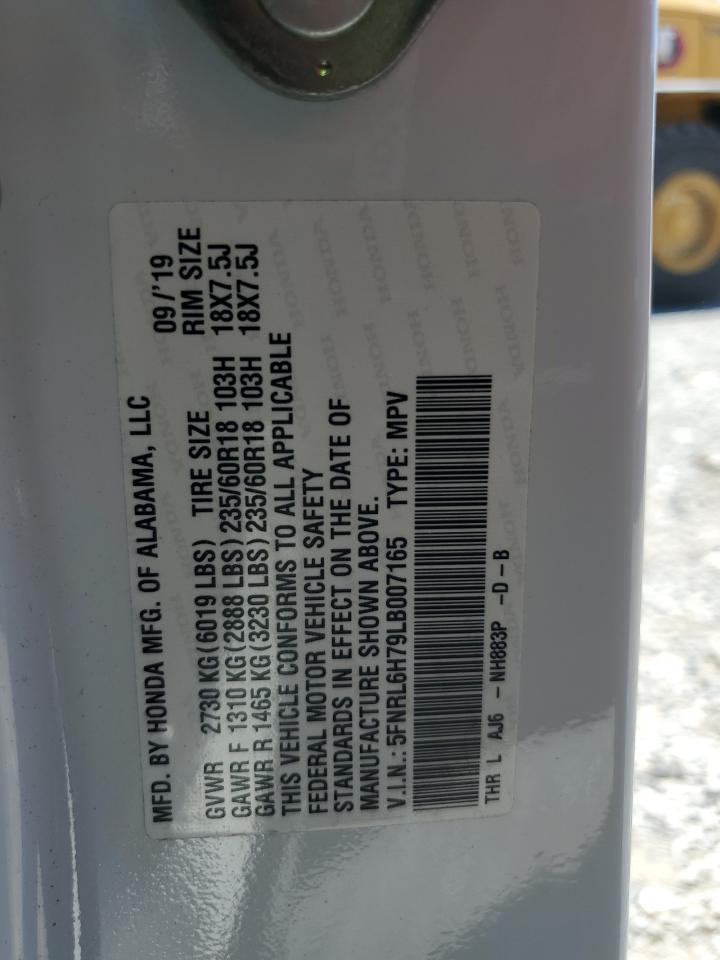 MFD. BY HONDA MFG. OF ALABAMA, LLC 09/'19
GVWR 2730 KG(6019 LBS) TIRE SIZE RIM SIZE
GAWR F 1310 KG(2888 LBS)235/60R18 103H 18X7.5J
GAWR R 1465 KG(3230 LBS)235/60R18 103H 18X7.5J
THIS VEHICLE CONFORMS TO ALL APPLICABLE
FEDERAL MOTOR VEHICLE SAFETY
STANDARDS IN EFFECT ON THE DATE OF
MANUFACTURE SHOWN ABOVE.
V.I.N.: 5FNRL6H79LB007165 TYPE: MPV
THR L AJ6 - NH883P -D-B